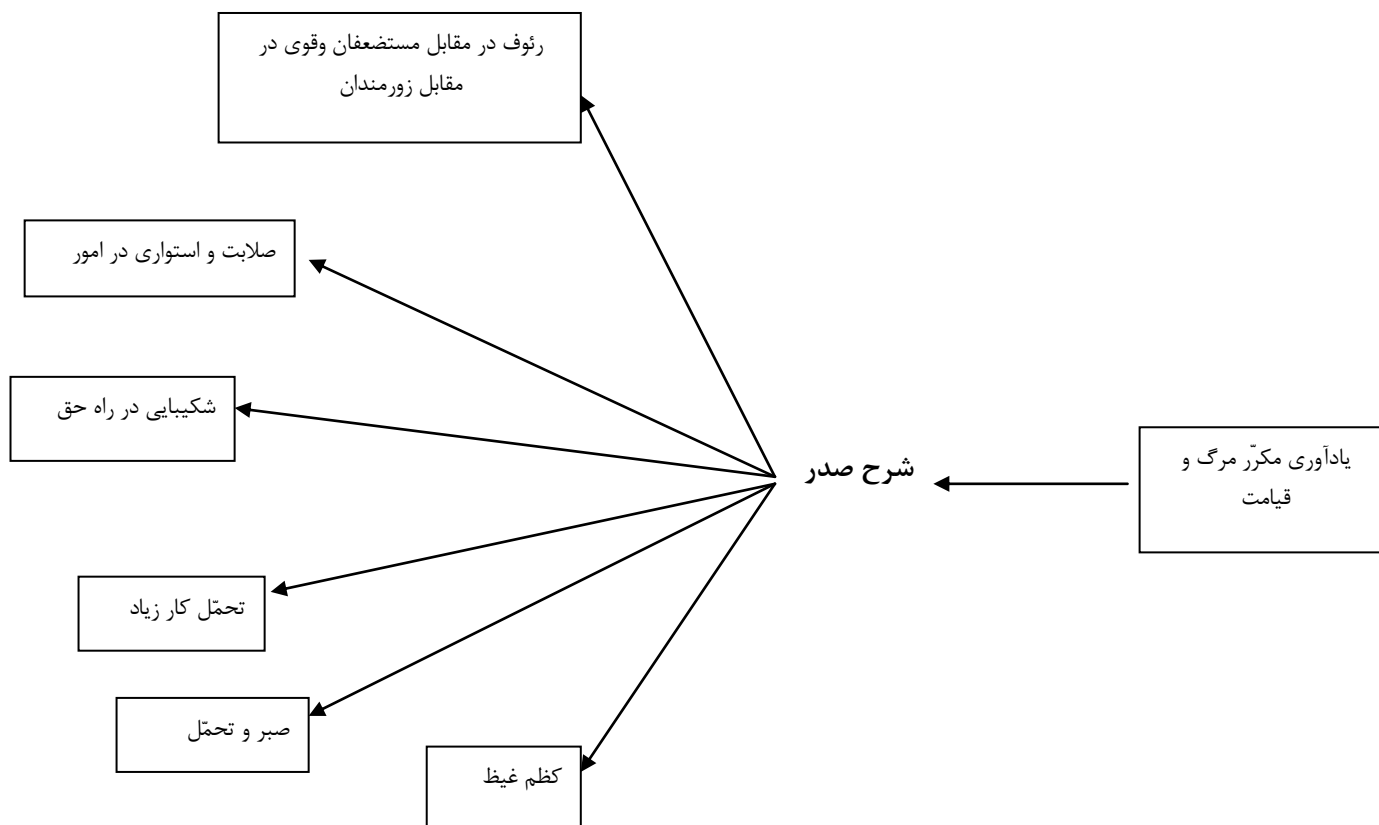 رئوف در مقابل مستضعفان وقوی در
مقابل زورمندان
صلابت و استواری در امور
شکیبایی در راه حق
یادآوری مکرّر مرگ و
قیامت
شرح صدر
تحمّل کار زیاد
صبر و تحمّل
کظم غیظ